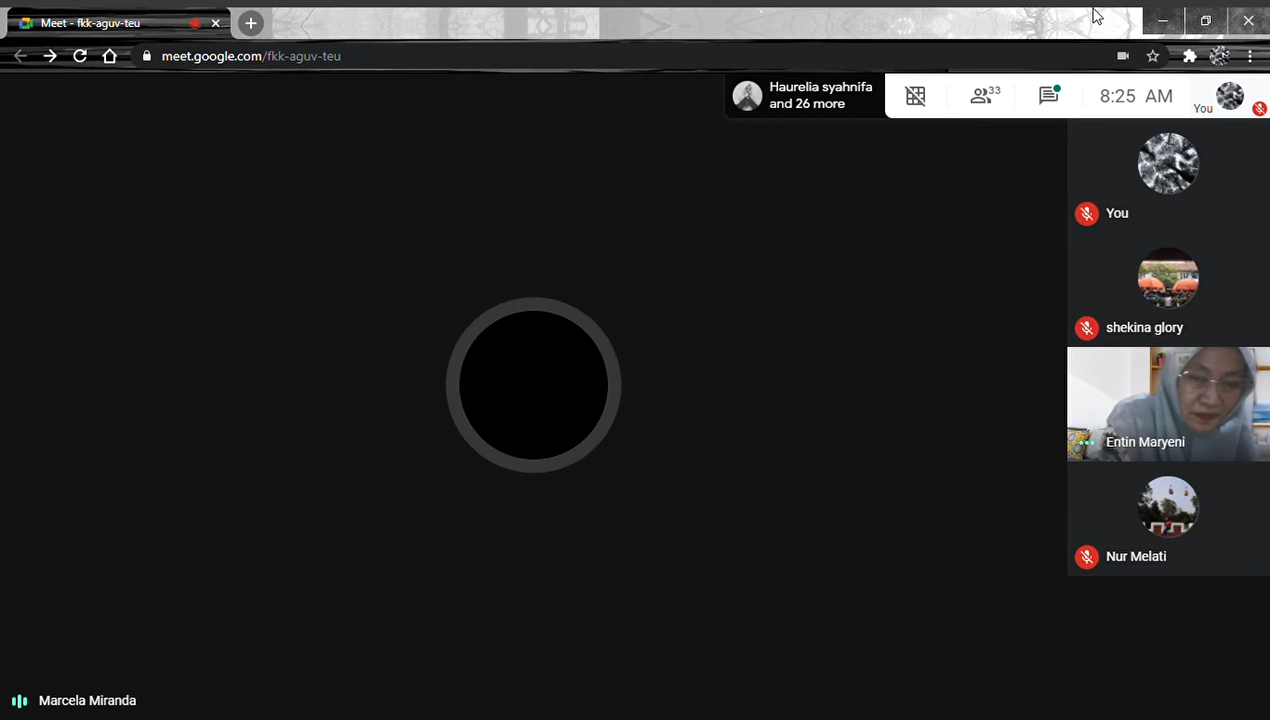 Meet - fkk-aguv-teu
meet.google.com/fkk-aguv-teu
Haurelia syahnifa
and 26 more
33
8:25 AM
You
You
shekina glory
Entin Maryeni
Nur Melati
Marcela Miranda